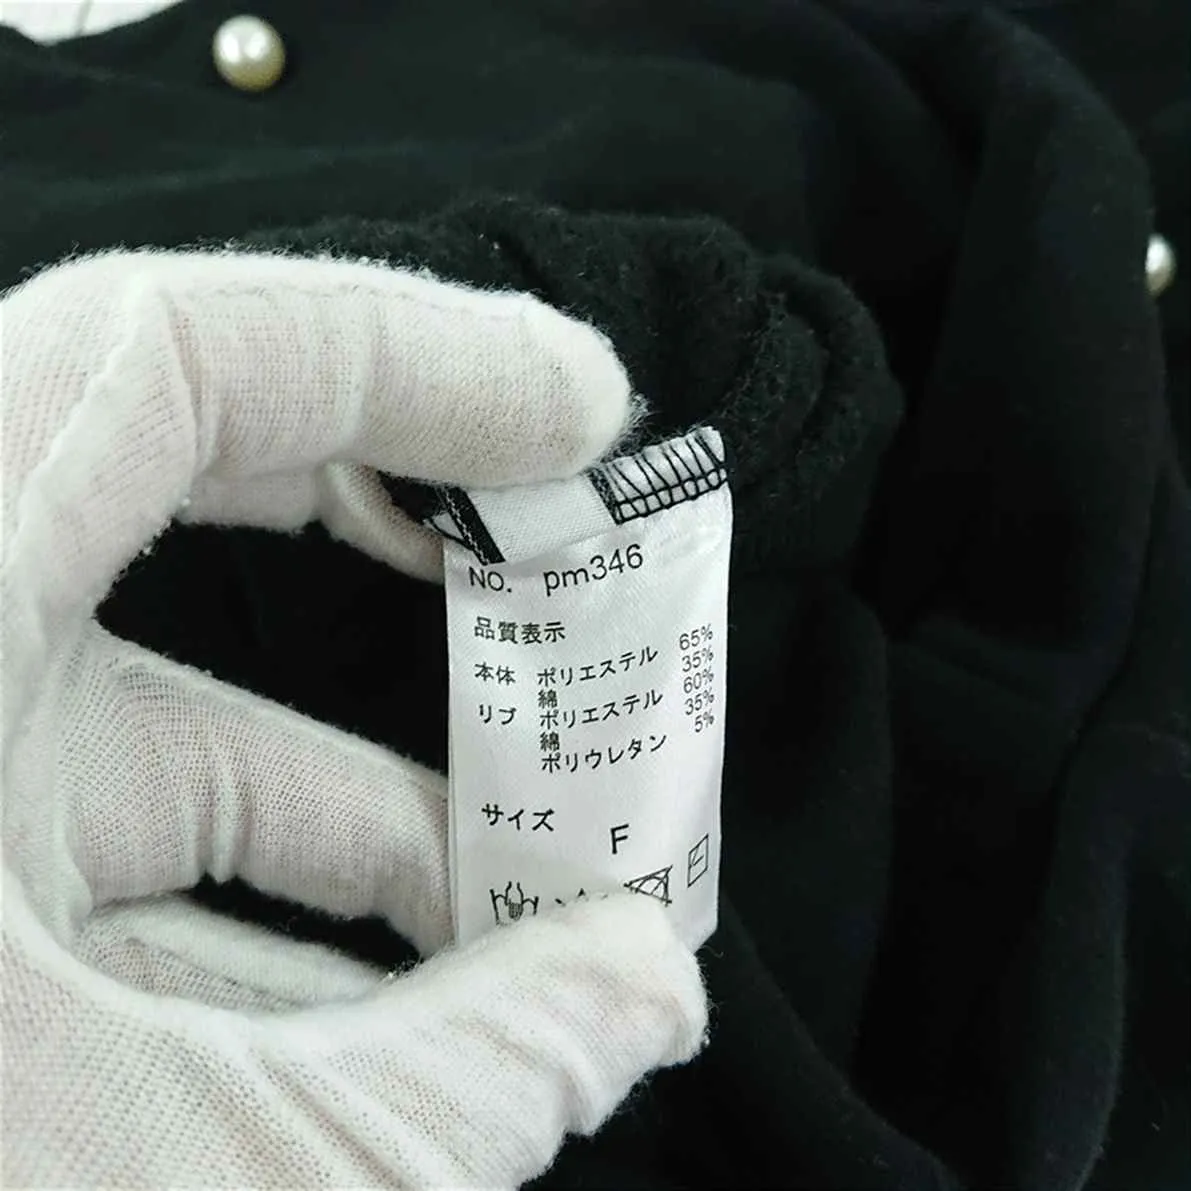 NO. pm346
品質表示
本体 ポリエステル 65%
綿 35%
リブ ポリエステル 60%
綿 35%
ポリウレタン 5%
サイズ
F